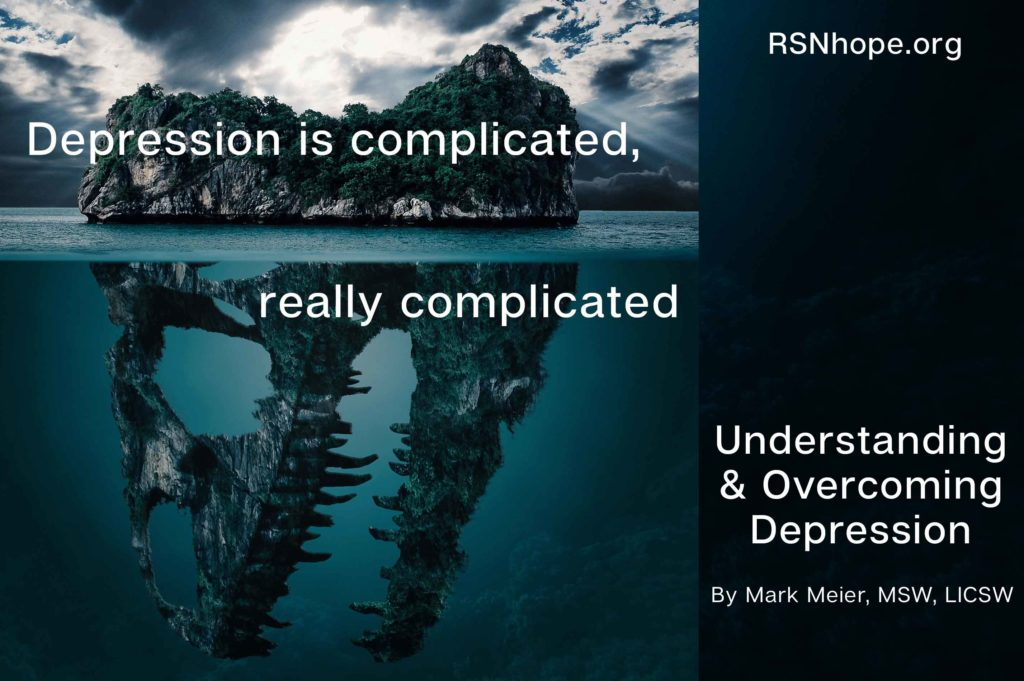 Depression is complicated,
really complicated
RSNhope.org
Understanding
& Overcoming
Depression
By Mark Meier, MSW, LICSW